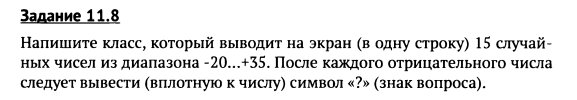 Задание 11.8
Напишите класс, который выводит на экран (в одну строку) 15 случай-
ных чисел из диапазона -20...+35. После каждого отрицательного числа
следует вывести (вплотную к числу) символ «?» (знак вопроса).